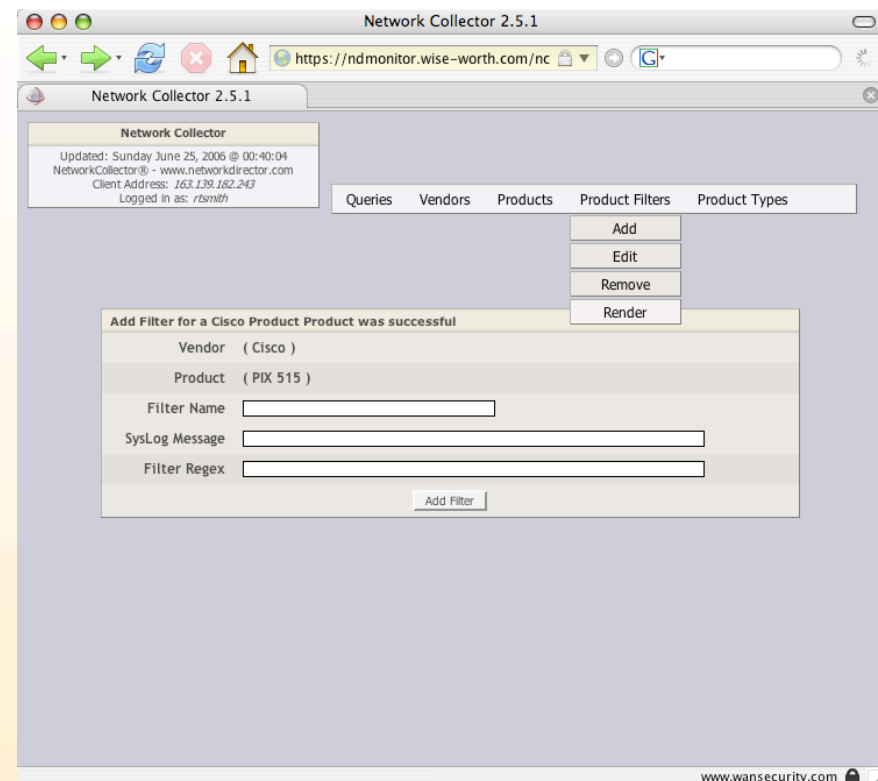 Network Collector 2.5.1
https://ndmonitor.wise-worth.com/nc
G
Network Collector 2.5.1
Network Collector
Updated: Sunday June 25, 2006 @ 00:40:04
NetworkCollector® - www.networkdirector.com
Client Address: 163.139.182.243
Logged in as: rtsmith
Queries Vendors Products Product Filters Product Types
Add
Edit
Remove
Render
Add Filter for a Cisco Product Product was successful
Vendor ( Cisco )
Product ( PIX 515 )
Filter Name
SysLog Message
Filter Regex
Add Filter
www.wansecurity.com